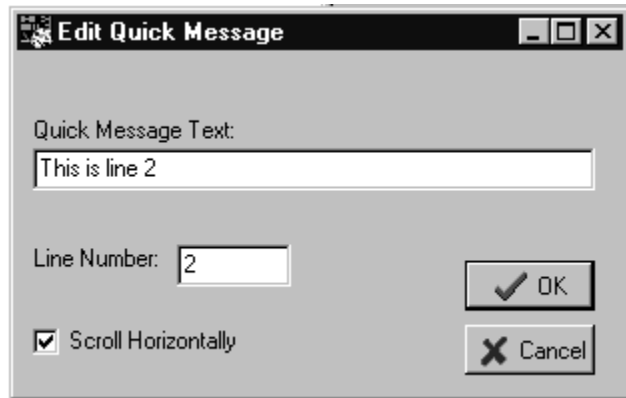 Edit Quick Message
Quick Message Text:
This is line 2
Line Number: 2
OK
Scroll Horizontally
Cancel